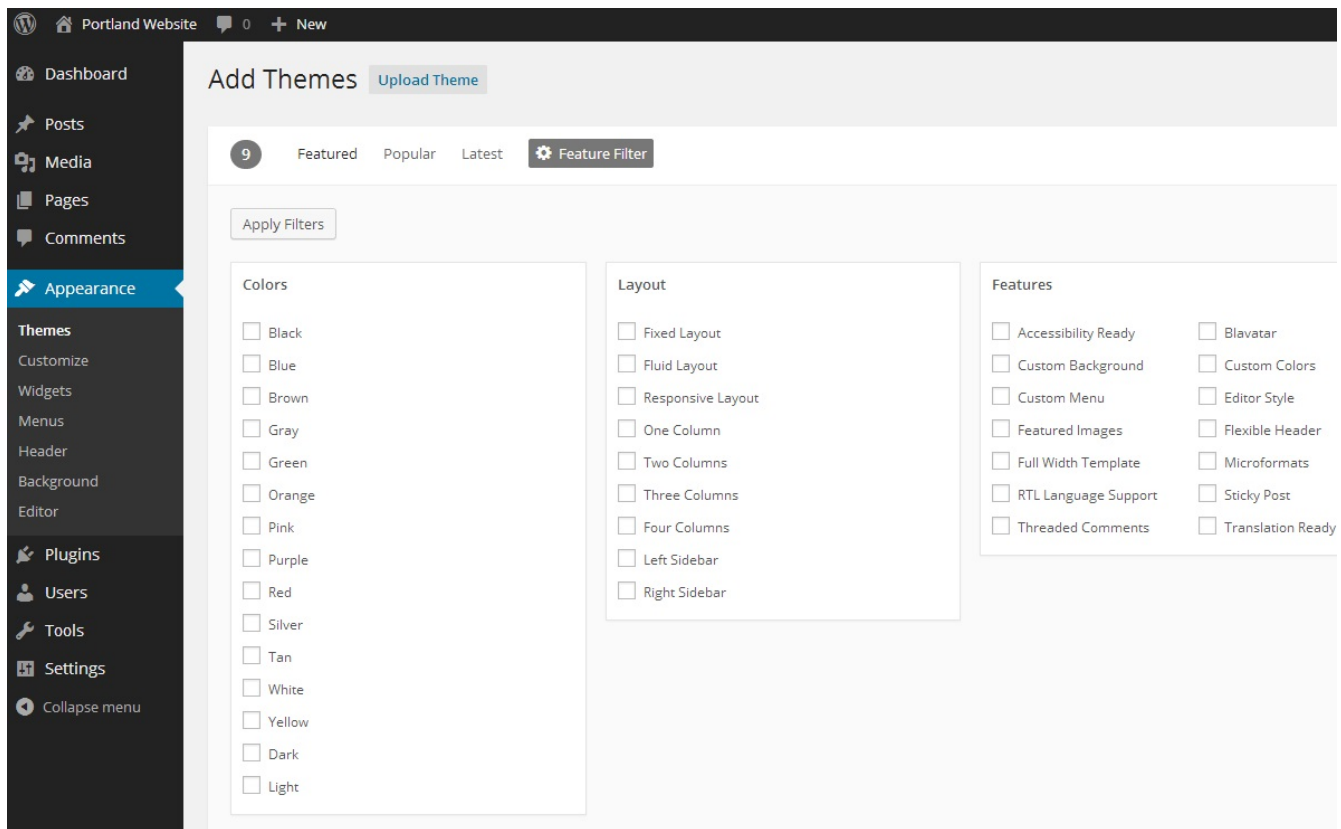 Portland Website 0 New
Dashboard
Posts
Media
Pages
Comments
Appearance
Themes
Customize
Widgets
Menus
Header
Background
Editor
Plugins
Users
Tools
Settings
Collapse menu
Add Themes Upload Theme
9 Featured Popular Latest Feature Filter
Apply Filters
Colors
Black
Blue
Brown
Gray
Green
Orange
Pink
Purple
Red
Silver
Tan
White
Yellow
Dark
Light
Layout
Fixed Layout
Fluid Layout
Responsive Layout
One Column
Two Columns
Three Columns
Four Columns
Left Sidebar
Right Sidebar
Features
Accessibility Ready Blavatar
Custom Background Custom Colors
Custom Menu Editor Style
Featured Images Flexible Header
Full Width Template Microformats
RTL Language Support Sticky Post
Threaded Comments Translation Ready